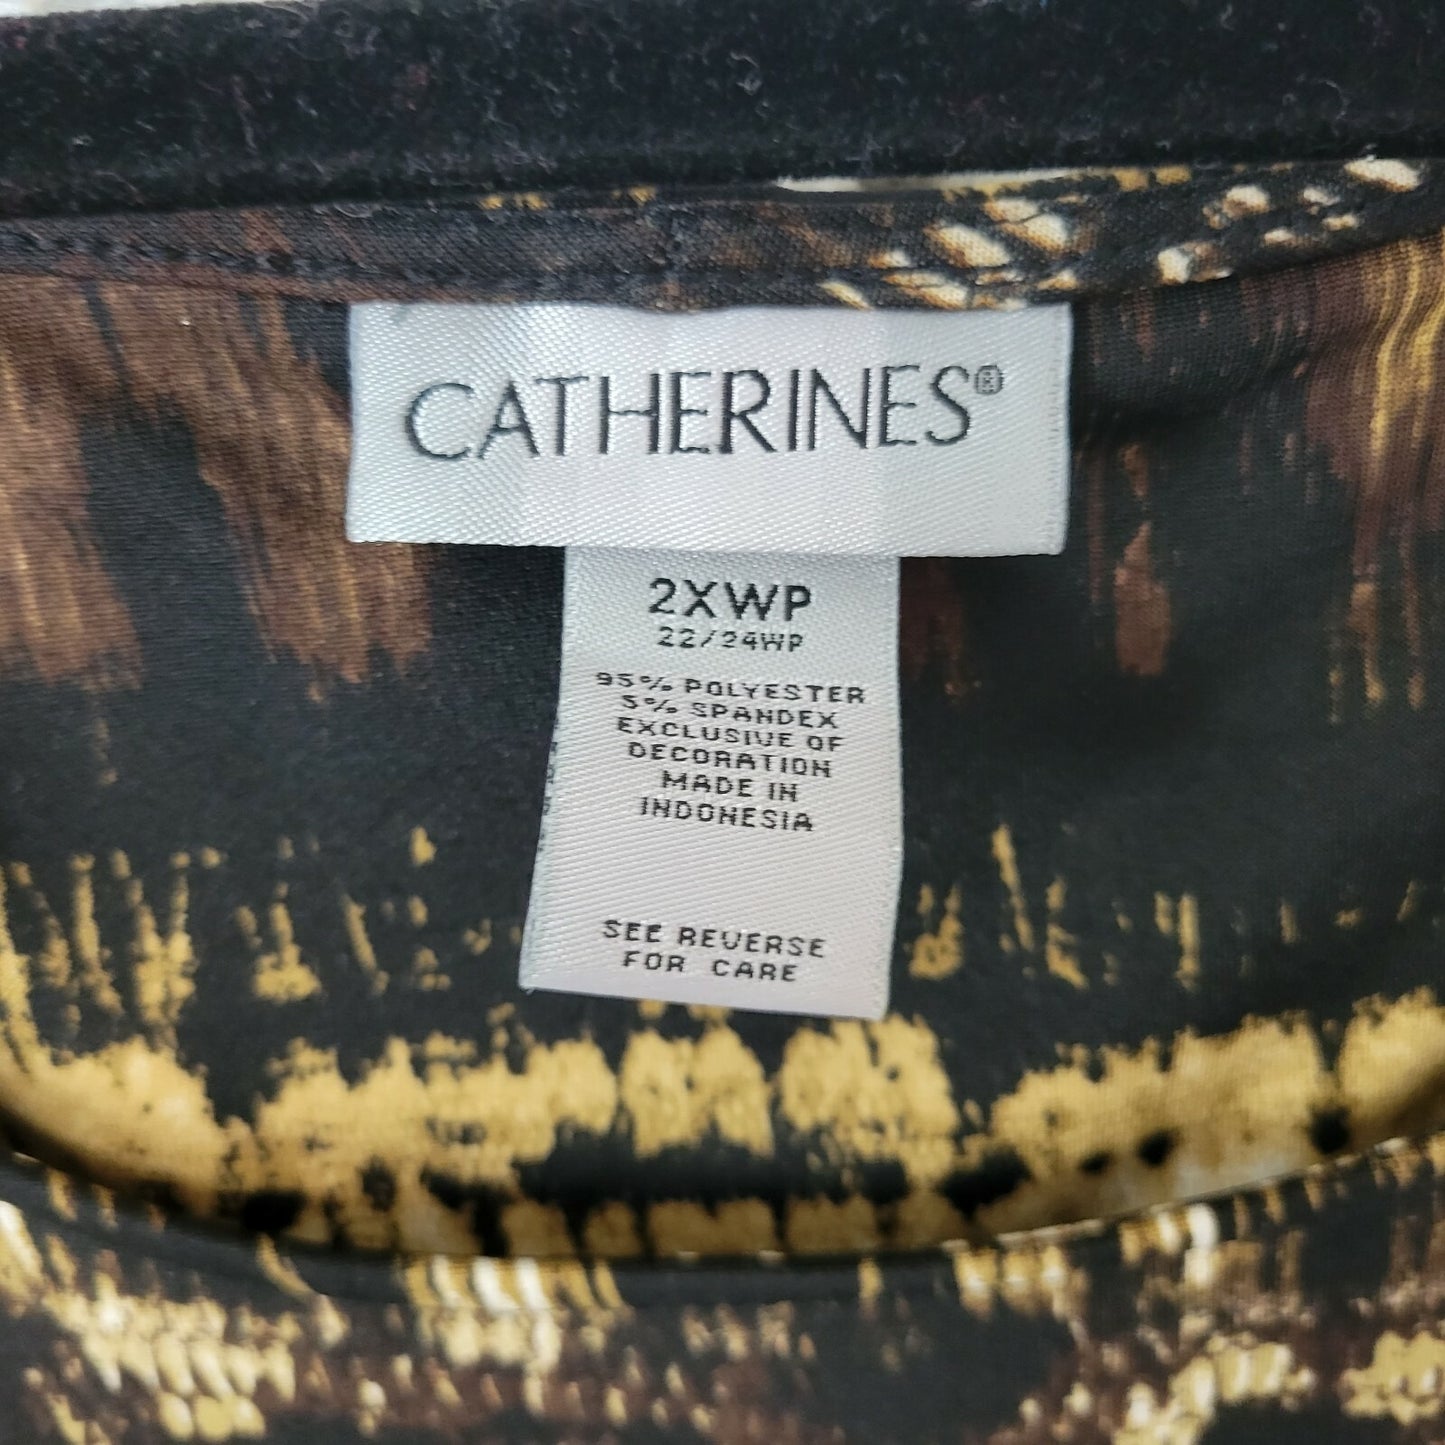 CATHERINES®
2XWP
22/24WP
95% POLYESTER
5% SPANDEX
EXCLUSIVE OF
DECORATION
MADE IN
INDONESIA
SEE REVERSE
FOR CARE